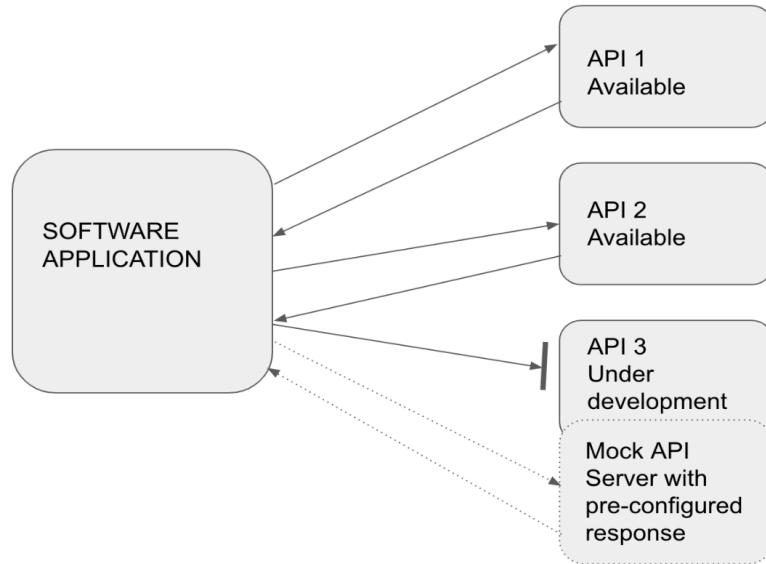 SOFTWARE
APPLICATION
API 1
Available
API 2
Available
API 3
Under
development
Mock API
Server with
pre-configured
response